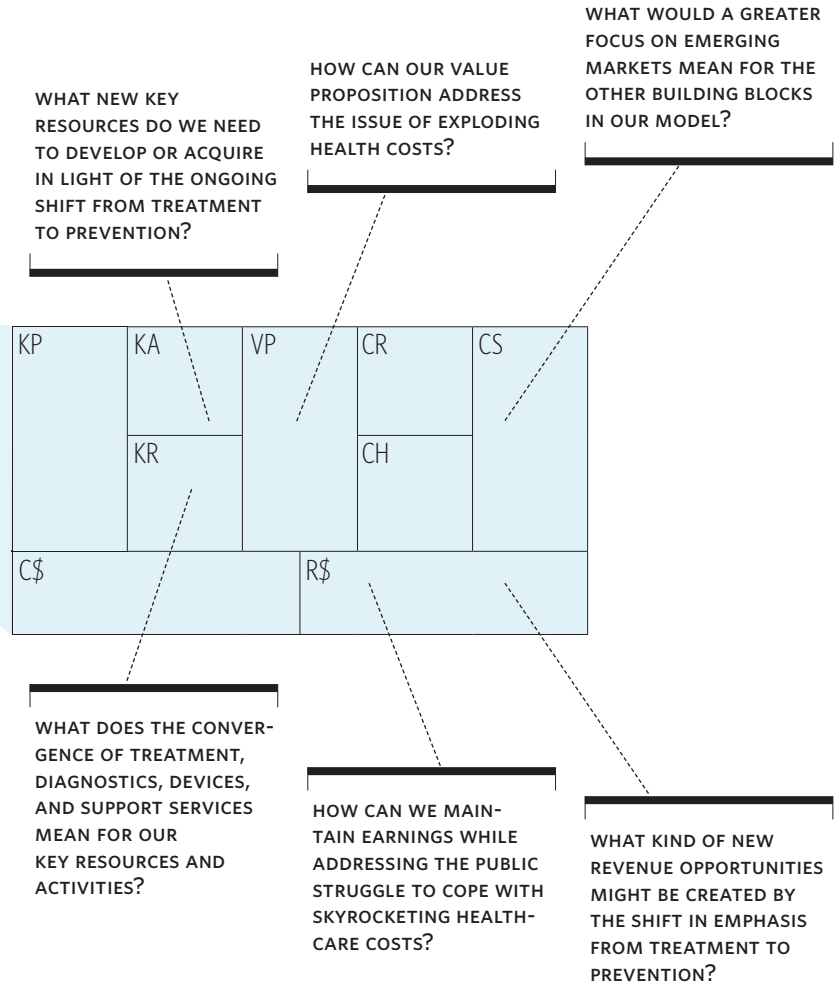 WHAT NEW KEY
RESOURCES DO WE NEED
TO DEVELOP OR ACQUIRE
IN LIGHT OF THE ONGOING
SHIFT FROM TREATMENT
TO PREVENTION?
HOW CAN OUR VALUE
PROPOSITION ADDRESS
THE ISSUE OF EXPLODING
HEALTH COSTS?
WHAT WOULD A GREATER
FOCUS ON EMERGING
MARKETS MEAN FOR THE
OTHER BUILDING BLOCKS
IN OUR MODEL?
KP
KA
VP
CR
CS
KR
CH
C$
R$
WHAT DOES THE CONVER-
GENCE OF TREATMENT,
DIAGNOSTICS, DEVICES,
AND SUPPORT SERVICES
MEAN FOR OUR
KEY RESOURCES AND
ACTIVITIES?
HOW CAN WE MAIN-
TAIN EARNINGS WHILE
ADDRESSING THE PUBLIC
STRUGGLE TO COPE WITH
SKYROCKETING HEALTH-
CARE COSTS?
WHAT KIND OF NEW
REVENUE OPPORTUNITIES
MIGHT BE CREATED BY
THE SHIFT IN EMPHASIS
FROM TREATMENT TO
PREVENTION?